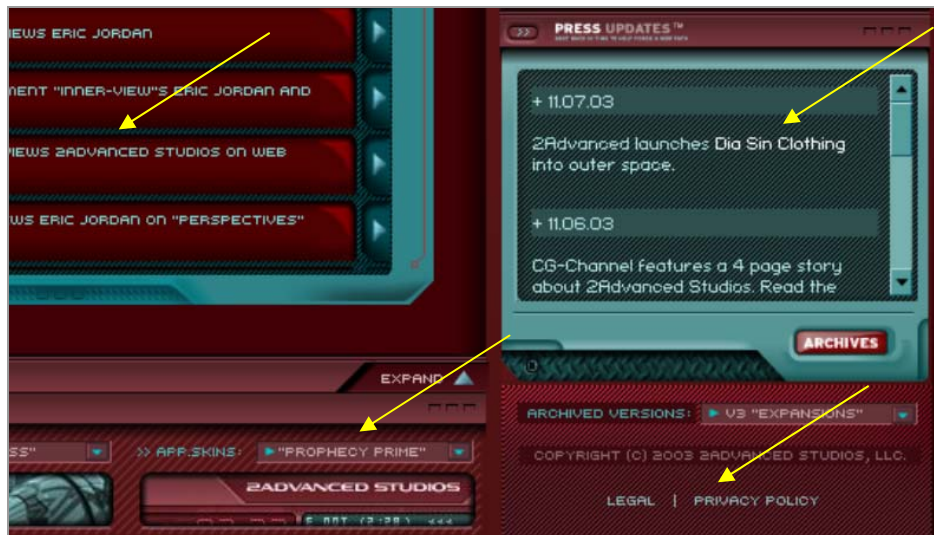 IEWS ERIC JORDAN
MENT "INNER-VIEW"S ERIC JORDAN AND
IEWS 2ADVANCED STUDIOS ON WEB
WS ERIC JORDAN ON "PERSPECTIVES"
EXPAND
SS"
>> APP.SKINS:
"PROPHECY PRIME"
2ADVANCED STUDIOS
>>
PRESS UPDATES™
+ 11.07.03
2Advanced launches Dia Sin Clothing
into outer space.
+ 11.06.03
CG-Channel features a 4 page story
about 2Advanced Studios. Read the
ARCHIVES
ARCHIVED VERSIONS:
V3 "EXPANSIONS"
COPYRIGHT (C) 2003 2ADVANCED STUDIOS, LLC.
LEGAL | PRIVACY POLICY